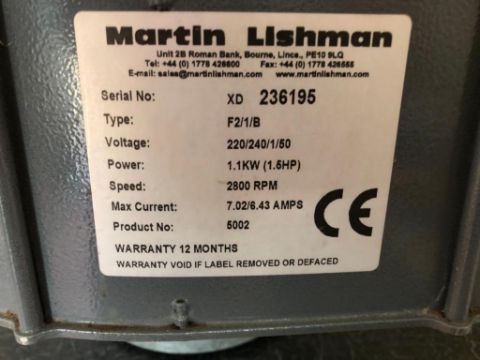 Martin Lishman
Unit 2B Roman Bank, Bourne, Lincs., PE10 9LQ
Tel: +44 (0) 1778 426600 Fax: +44 (0) 1778 426555
E-mail: sales@martinlishman.com www.martinlishman.com
Serial No: XD 236195
Type: F2/1/B
Voltage: 220/240/1/50
Power: 1.1KW (1.5HP)
Speed: 2800 RPM
Max Current: 7.02/6.43 AMPS
Product No: 5002
CE
WARRANTY 12 MONTHS
WARRANTY VOID IF LABEL REMOVED OR DEFACED